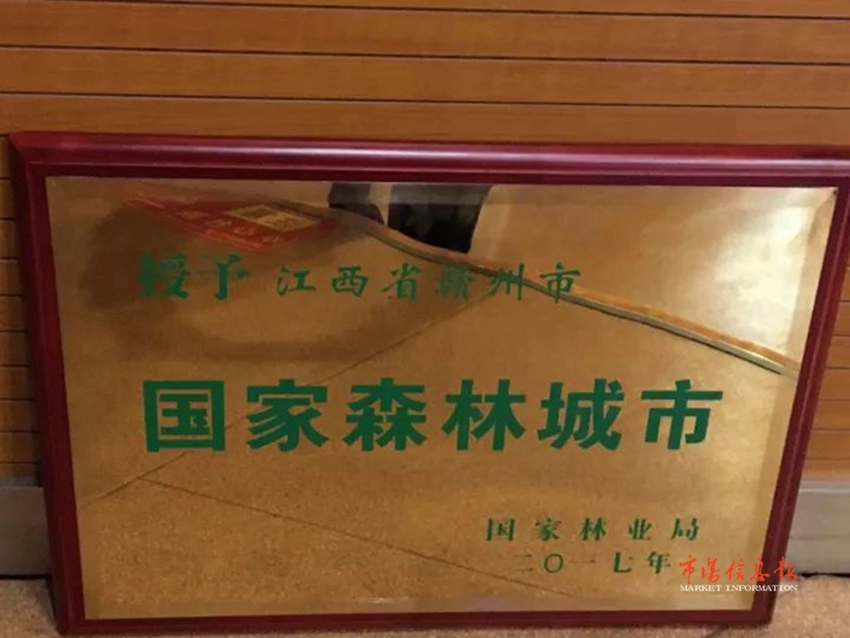 授予 江西省赣州市
国家森林城市
国家林业局
二〇一七年
市场信息报
MARKET INFORMATION